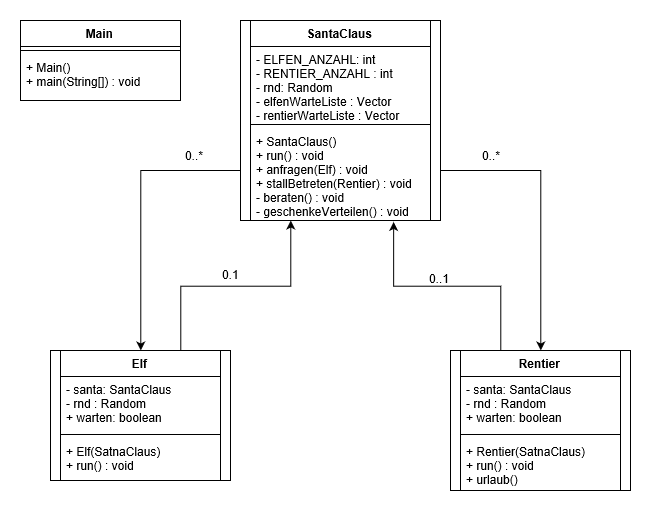 Main
+ Main()
+ main(String[]) : void
SantaClaus
- ELFEN_ANZAHL: int
- RENTIER_ANZAHL : int
- rnd: Random
- elfenWarteListe : Vector
- rentierWarteListe : Vector
+ SantaClaus()
+ run() : void
+ anfragen(Elf) : void
+ stallBetreten(Rentier) : void
- beraten() : void
- geschenkeVerteilen() : void
0..*
0..*
0.1
0..1
Elf
- santa: SantaClaus
- rnd : Random
+ warten: boolean
+ Elf(SatnaClaus)
+ run() : void
Rentier
- santa: SantaClaus
- rnd : Random
+ warten: boolean
+ Rentier(SatnaClaus)
+ run() : void
+ urlaub()